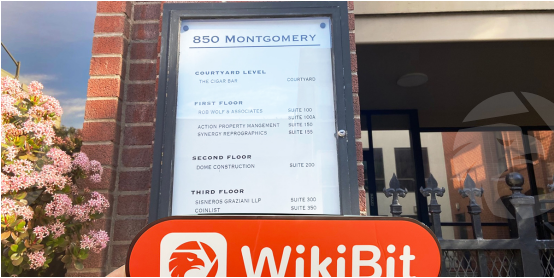 850 MONTGOMERY
COURTYARD LEVEL
THE CIGAR BAR COURTYARD
FIRST FLOOR
ROD WOLF & ASSOCIATES SUITE 100
SUITE 100A
ACTION PROPERTY MANGEMENT SUITE 150
SYNERGY REPROGRAPHICS SUITE 155
SECOND FLOOR
DOME CONSTRUCTION SUITE 200
THIRD FLOOR
SISNEROS GRAZIANI LLP SUITE 300
COINLIST SUITE 350
WikiBit